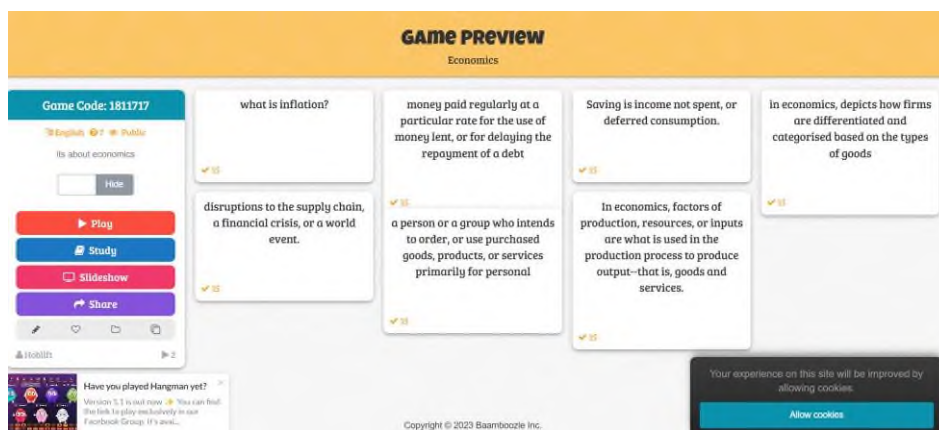 GAME PREVIEW
Economics
Game Code: 1811717
English 7 Public
Its about economics
Hide
Play
Study
Slideshow
Share
Hoblift
2
what is inflation?
15
money paid regularly at a
particular rate for the use of
money lent, or for delaying the
repayment of a debt
15
Saving is income not spent, or
deferred consumption.
15
in economics, depicts how firms
are differentiated and
categorised based on the types
of goods
15
disruptions to the supply chain,
a financial crisis, or a world
event.
15
a person or a group who intends
to order, or use purchased
goods, products, or services
primarily for personal
15
In economics, factors of
production, resources, or inputs
are what is used in the
production process to produce
output—that is, goods and
services.
15
Have you played Hangman yet?
Version 1.1 is out now You can find
the link to play exclusively in our
Facebook Group. It's avai...
Copyright © 2023 Baamboozle Inc.
Your experience on this site will be improved by
allowing cookies.
Allow cookies